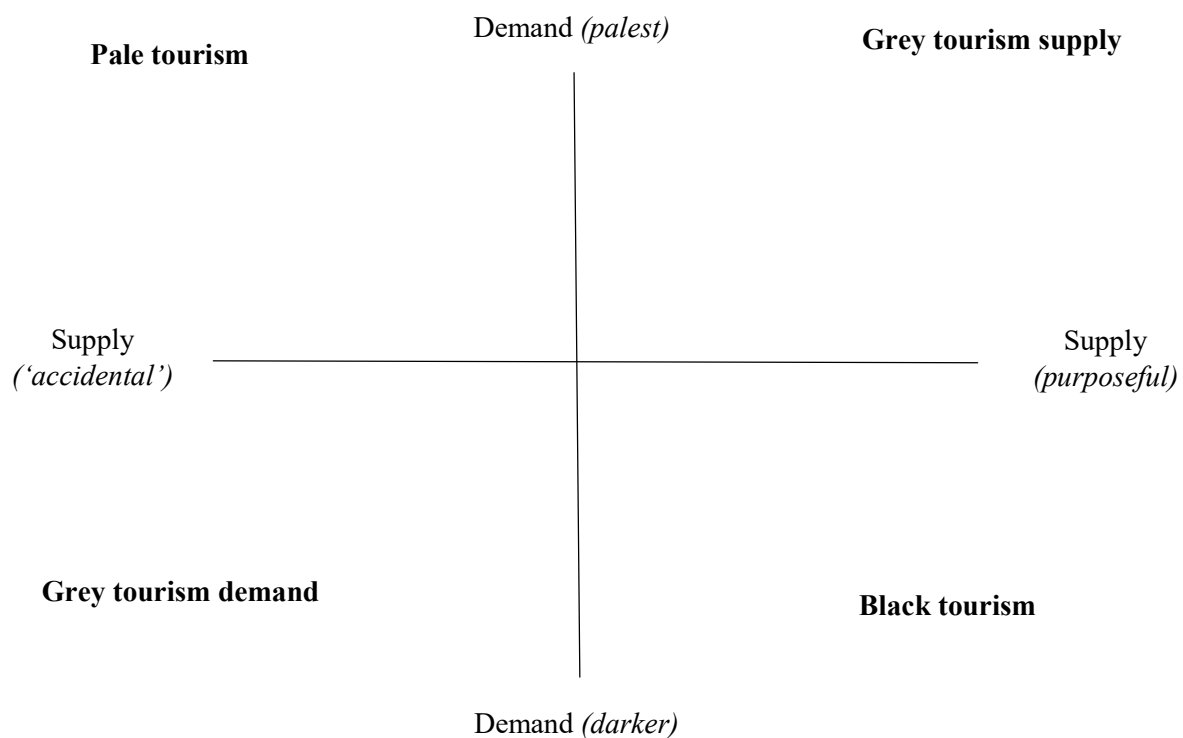 Demand (palest)
Pale tourism
Grey tourism supply
Supply
(‘accidental’)
Supply
(purposeful)
Grey tourism demand
Black tourism
Demand (darker)